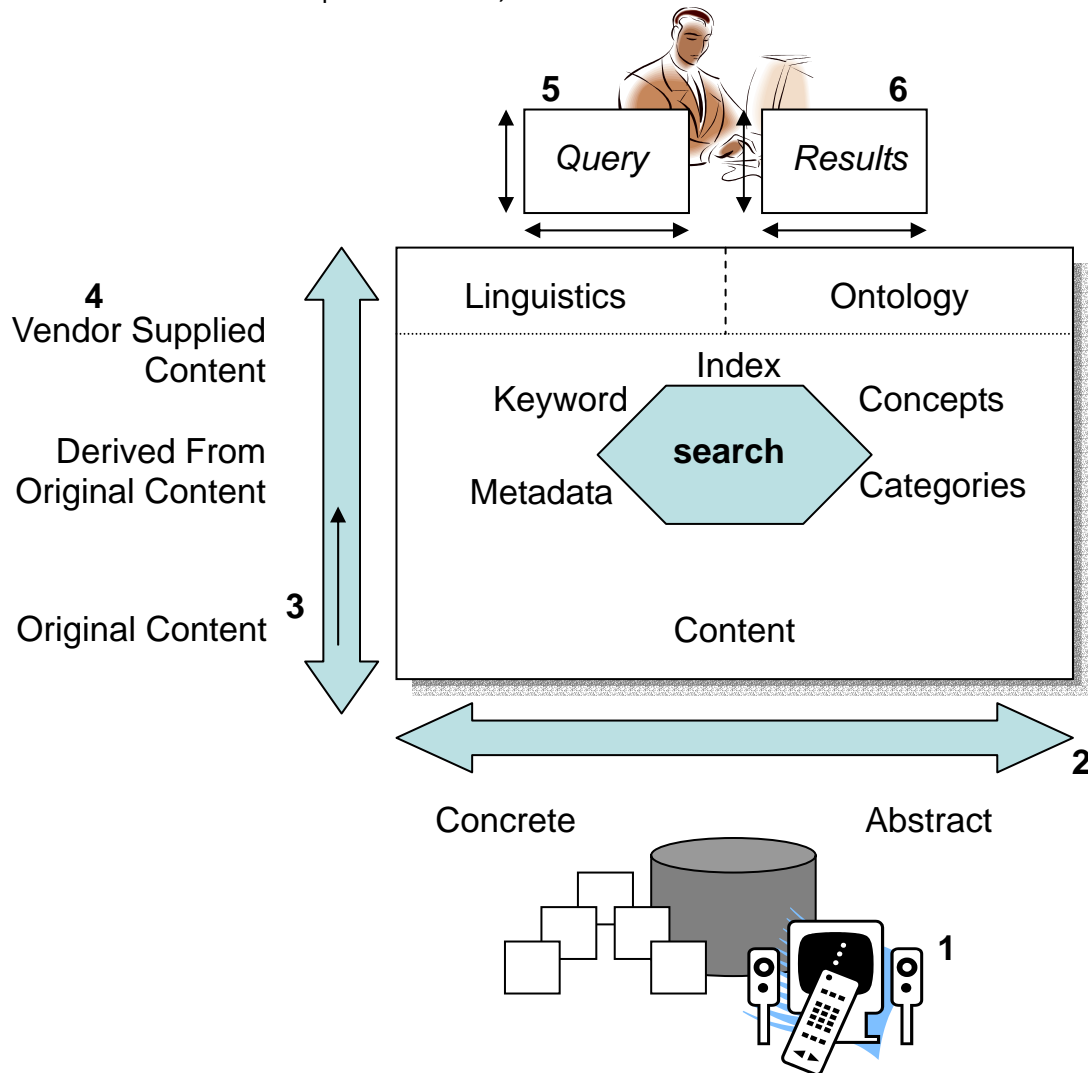 5
6
Query
Results
Linguistics
Ontology
4
Vendor Supplied
Content
Index
Keyword
Concepts
search
Derived From
Original Content
Metadata
Categories
3
Original Content
Content
2
Concrete
Abstract
1